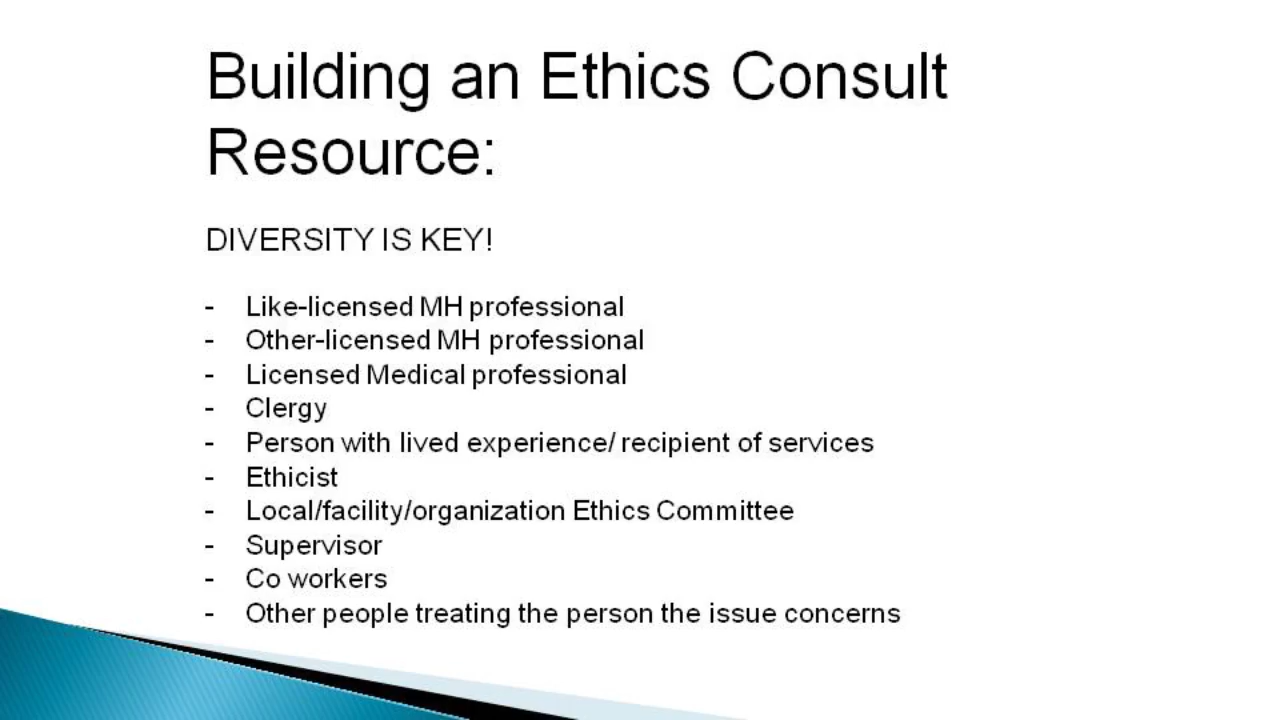 Building an Ethics Consult
Resource:
DIVERSITY IS KEY!
- Like-licensed MH professional
- Other-licensed MH professional
- Licensed Medical professional
- Clergy
- Person with lived experience/ recipient of services
- Ethicist
- Local/facility/organization Ethics Committee
- Supervisor
- Co workers
- Other people treating the person the issue concerns